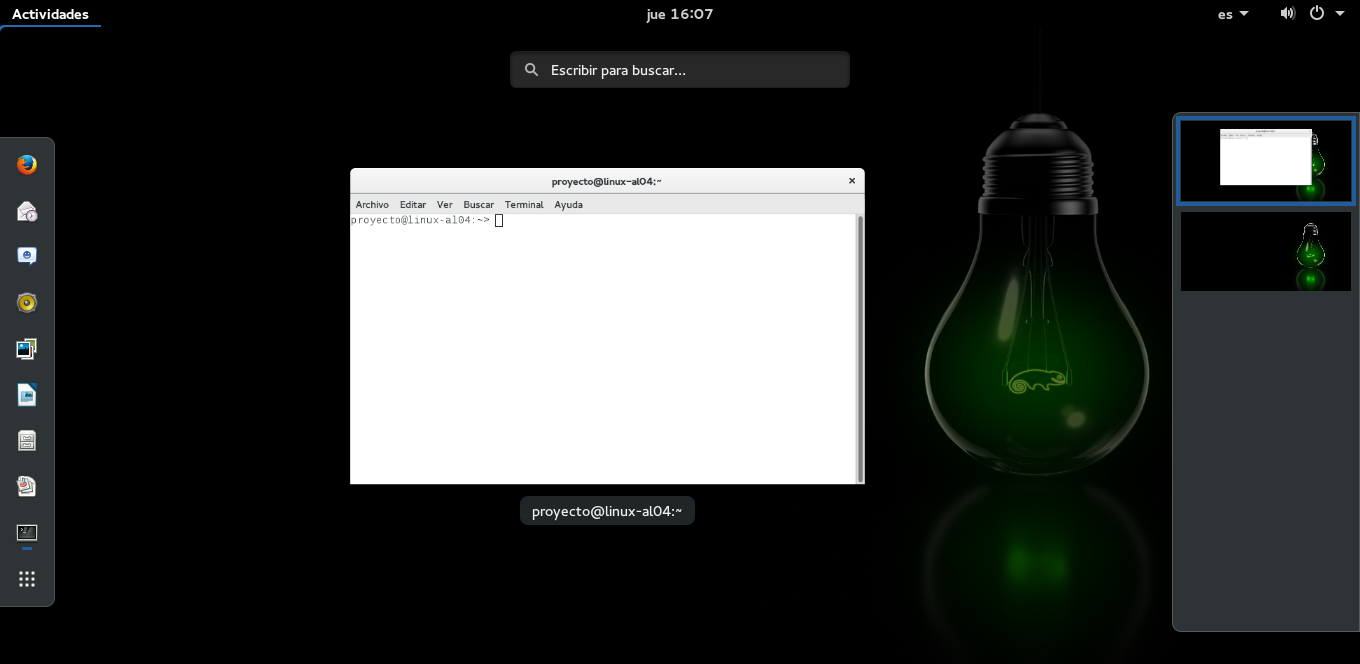 Actividades
jue 16:07
es
Escribir para buscar...
proyecto@linux-al04:~
Archivo Editar Ver Buscar Terminal Ayuda
proyecto@linux-al04:~>
proyecto@linux-al04:~